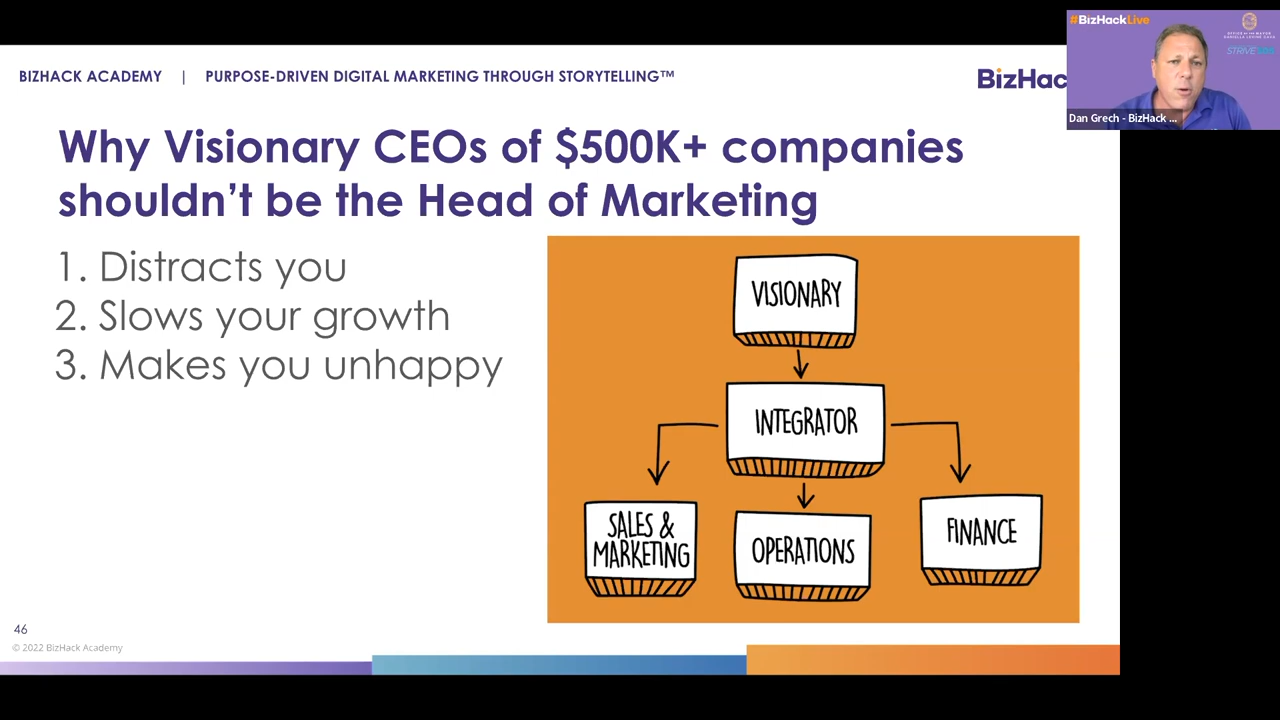 BIZHACK ACADEMY | PURPOSE-DRIVEN DIGITAL MARKETING THROUGH STORYTELLING™
BizHac
#BizHackLive
Dan Grech - BizHack ...
Why Visionary CEOs of $500K+ companies
shouldn't be the Head of Marketing
1. Distracts you
2. Slows your growth
3. Makes you unhappy
VISIONARY
INTEGRATOR
SALES &
MARKETING
OPERATIONS
FINANCE
46
© 2022 BizHack Academy